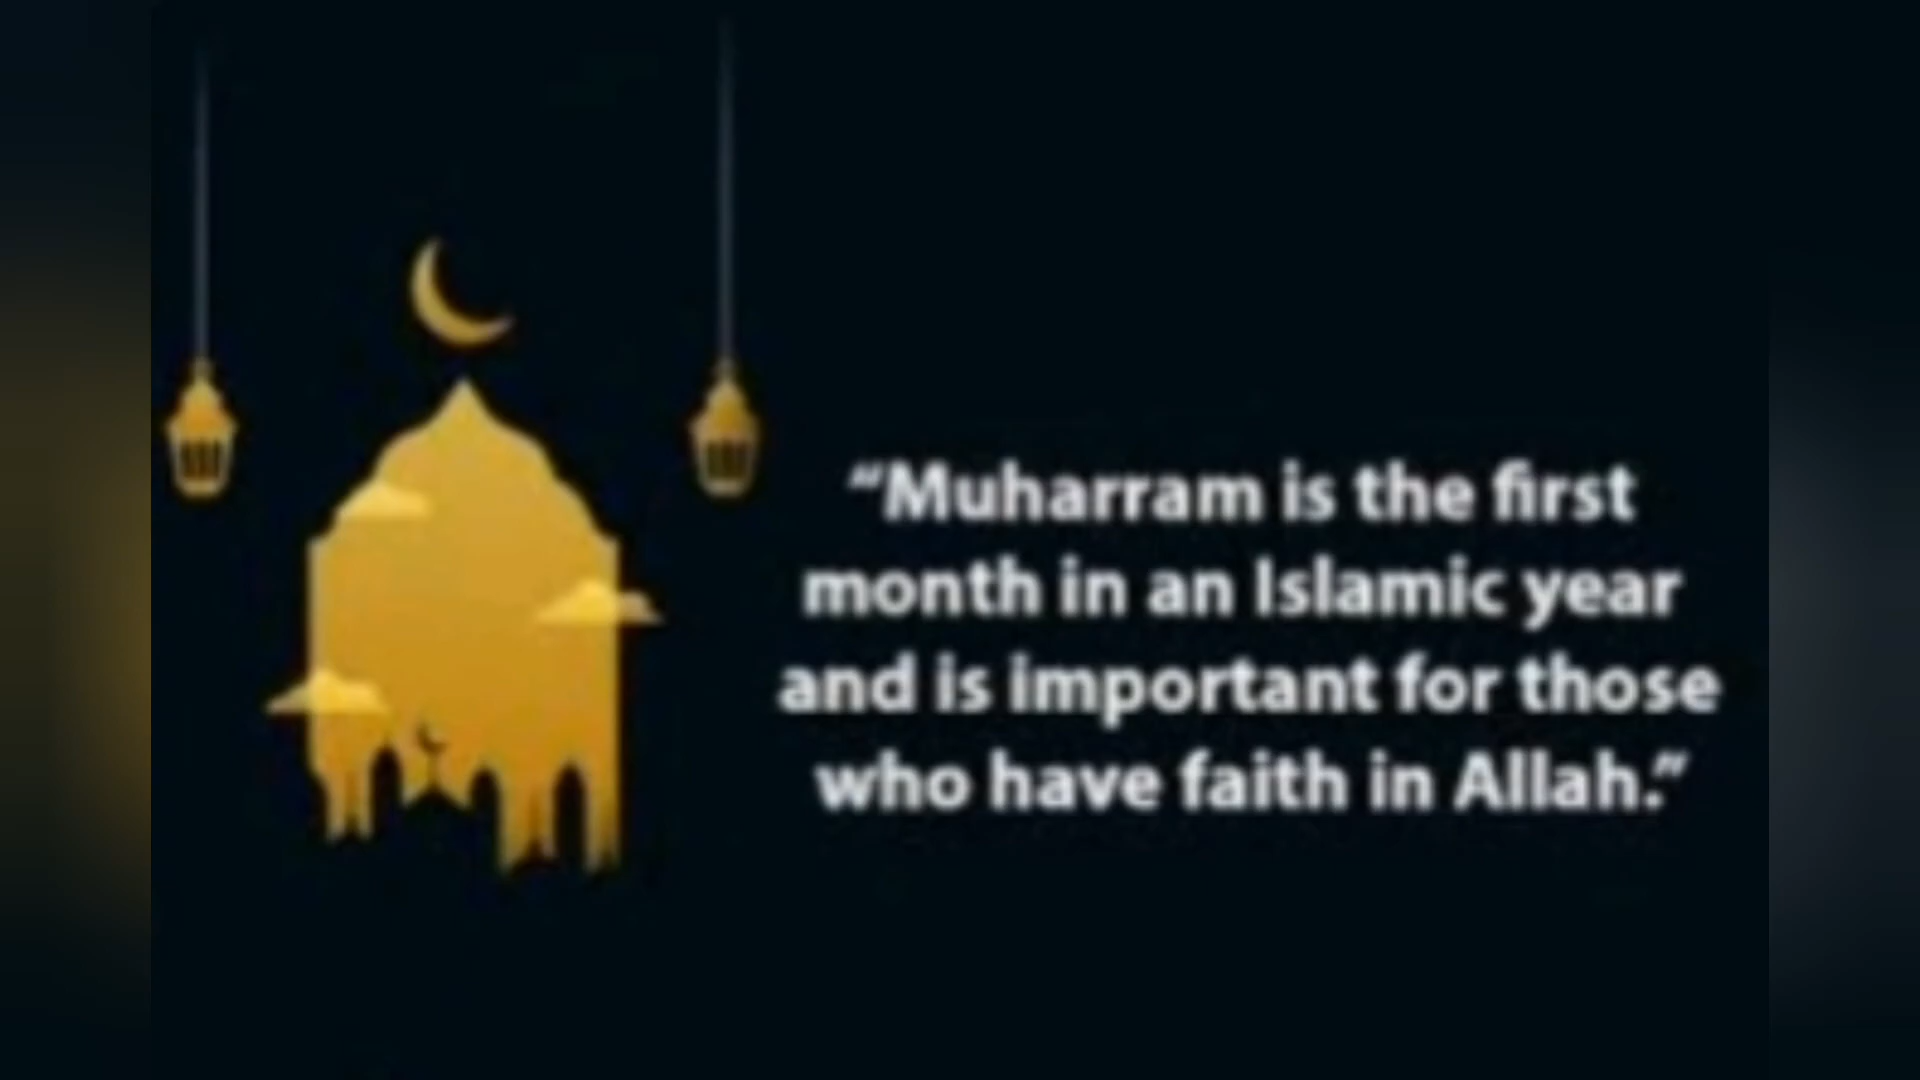 “Muharram is the first
month in an Islamic year
and is important for those
who have faith in Allah.”